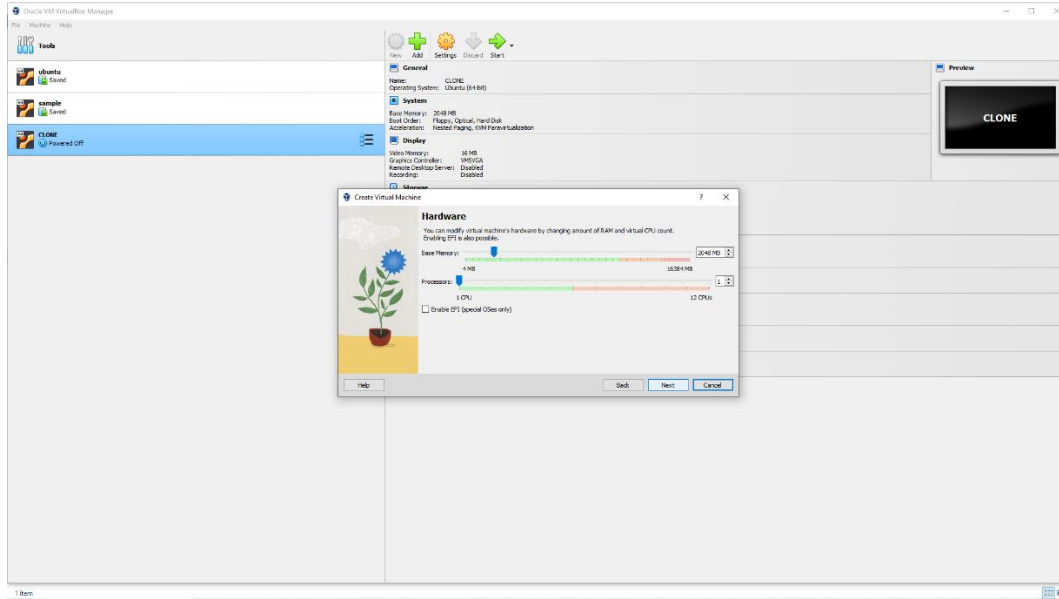 Oracle VM VirtualBox Manager
File Machine Help
Tools
New Add Settings Discard Start
ubuntu
Saved
sample
Saved
CLONE
Powered Off
General
Name: CLONE
Operating System: Ubuntu (64-bit)
System
Base Memory: 2048 MB
Boot Order: Floppy, Optical, Hard Disk
Acceleration: Nested Paging, KVM Paravirtualization
Display
Video Memory: 16 MB
Graphics Controller: VMSVGA
Remote Desktop Server: Disabled
Recording: Disabled
Storage
Preview
CLONE
Create Virtual Machine
Hardware
You can modify virtual machine's hardware by changing amount of RAM and virtual CPU count.
Enabling EFI is also possible.
Base Memory: 2048 MB
4 MB 16384 MB
Processors: 1
1 CPU 12 CPUs
Enable EFI (special OSes only)
Help Back Next Cancel
1 item